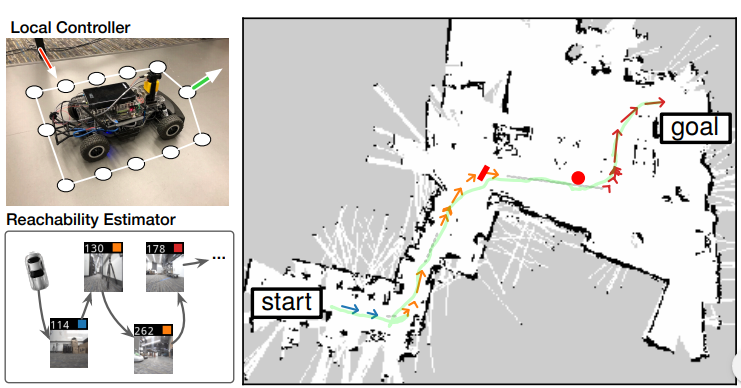 Local Controller
Reachability Estimator
130
178
...
114
262
start
goal